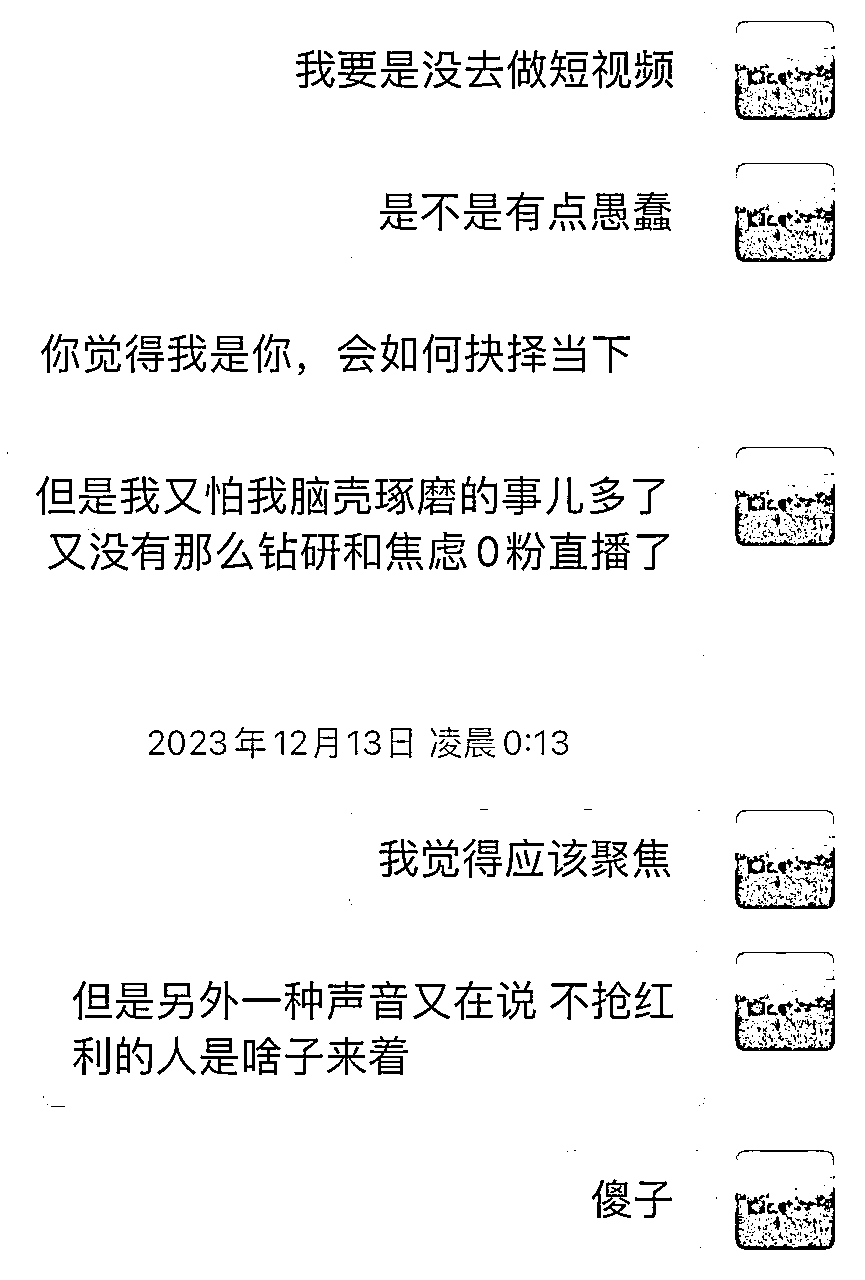 我要是没去做短视频
是不是有点愚蠢
你觉得我是你，会如何抉择当下
但是我又怕我脑壳琢磨的事儿多了
又没有那么钻研和焦虑0粉直播了
2023年12月13日 凌晨0:13
我觉得应该聚焦
但是另外一种声音又在说 不抢红
利的人是啥子来着
傻子